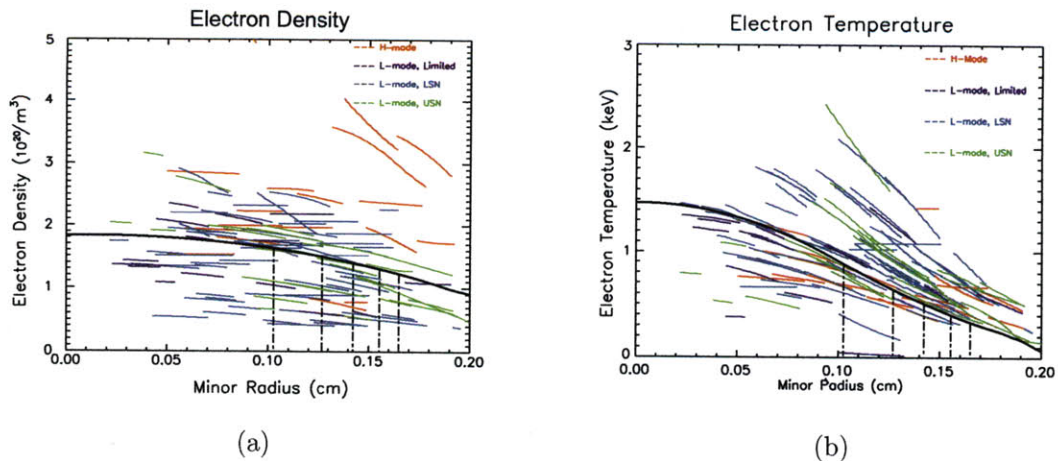 Electron Density
Electron Density (10²⁰/m³)
5
4
3
2
1
0
H-mode
L-mode, Limited
L-mode, LSN
L-mode, USN
0.00
0.05
0.10
0.15
0.20
Minor Radius (cm)
(a)
Electron Temperature
Electron Temperature (keV)
3
2
1
0
H-Mode
L-mode, Limited
L-mode, LSN
L-mode, USN
0.00
0.05
0.10
0.15
0.20
Minor Padius (cm)
(b)